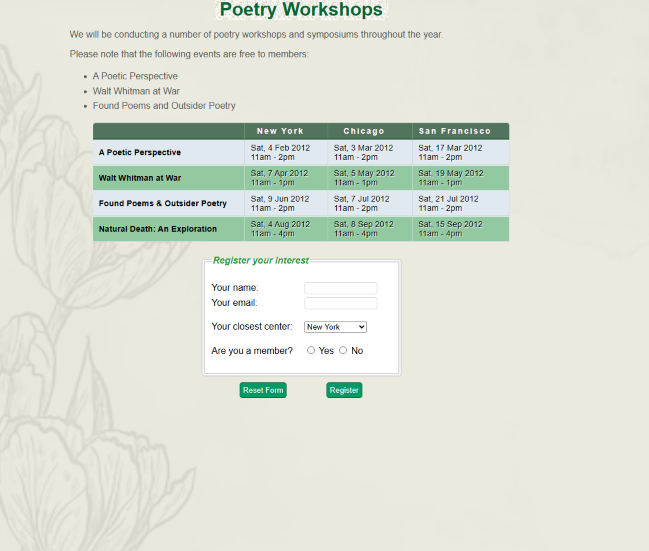 Poetry Workshops
We will be conducting a number of poetry workshops and symposiums throughout the year.
Please note that the following events are free to members:
• A Poetic Perspective
• Walt Whitman at War
• Found Poems and Outsider Poetry
New York Chicago San Francisco
A Poetic Perspective Sat, 4 Feb 2012 Sat, 3 Mar 2012 Sat, 17 Mar 2012
11am - 2pm 11am - 2pm 11am - 2pm
Walt Whitman at War Sat, 7 Apr 2012 Sat, 5 May 2012 Sat, 19 May 2012
11am - 1pm 11am - 1pm 11am - 1pm
Found Poems & Outsider Poetry Sat, 9 Jun 2012 Sat, 7 Jul 2012 Sat, 21 Jul 2012
11am - 2pm 11am - 2pm 11am - 2pm
Natural Death: An Exploration Sat, 4 Aug 2012 Sat, 8 Sep 2012 Sat, 15 Sep 2012
11am - 4pm 11am - 4pm 11am - 4pm
Register your interest
Your name:
Your email:
Your closest center: New York
Are you a member? Yes No
Reset Form Register